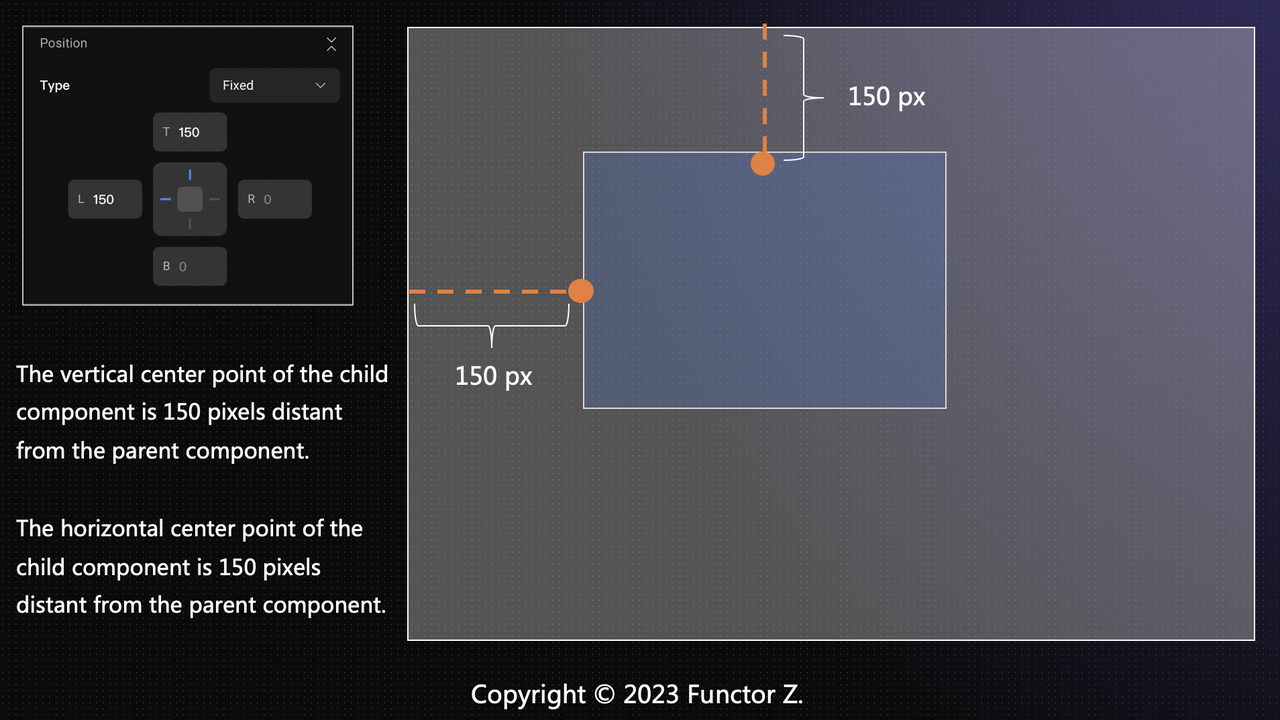 Position
Type
Fixed
T 150
L 150
R 0
B 0
150 px
150 px
The vertical center point of the child
component is 150 pixels distant
from the parent component.
The horizontal center point of the
child component is 150 pixels
distant from the parent component.
Copyright © 2023 Functor Z.